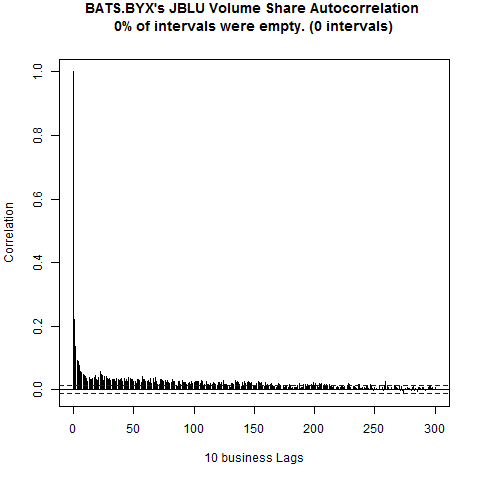 BATS.BYX's JBLU Volume Share Autocorrelation
0% of intervals were empty. (0 intervals)
Correlation
1.0
0.8
0.6
0.4
0.2
0.0
0 50 100 150 200 250 300
10 business Lags